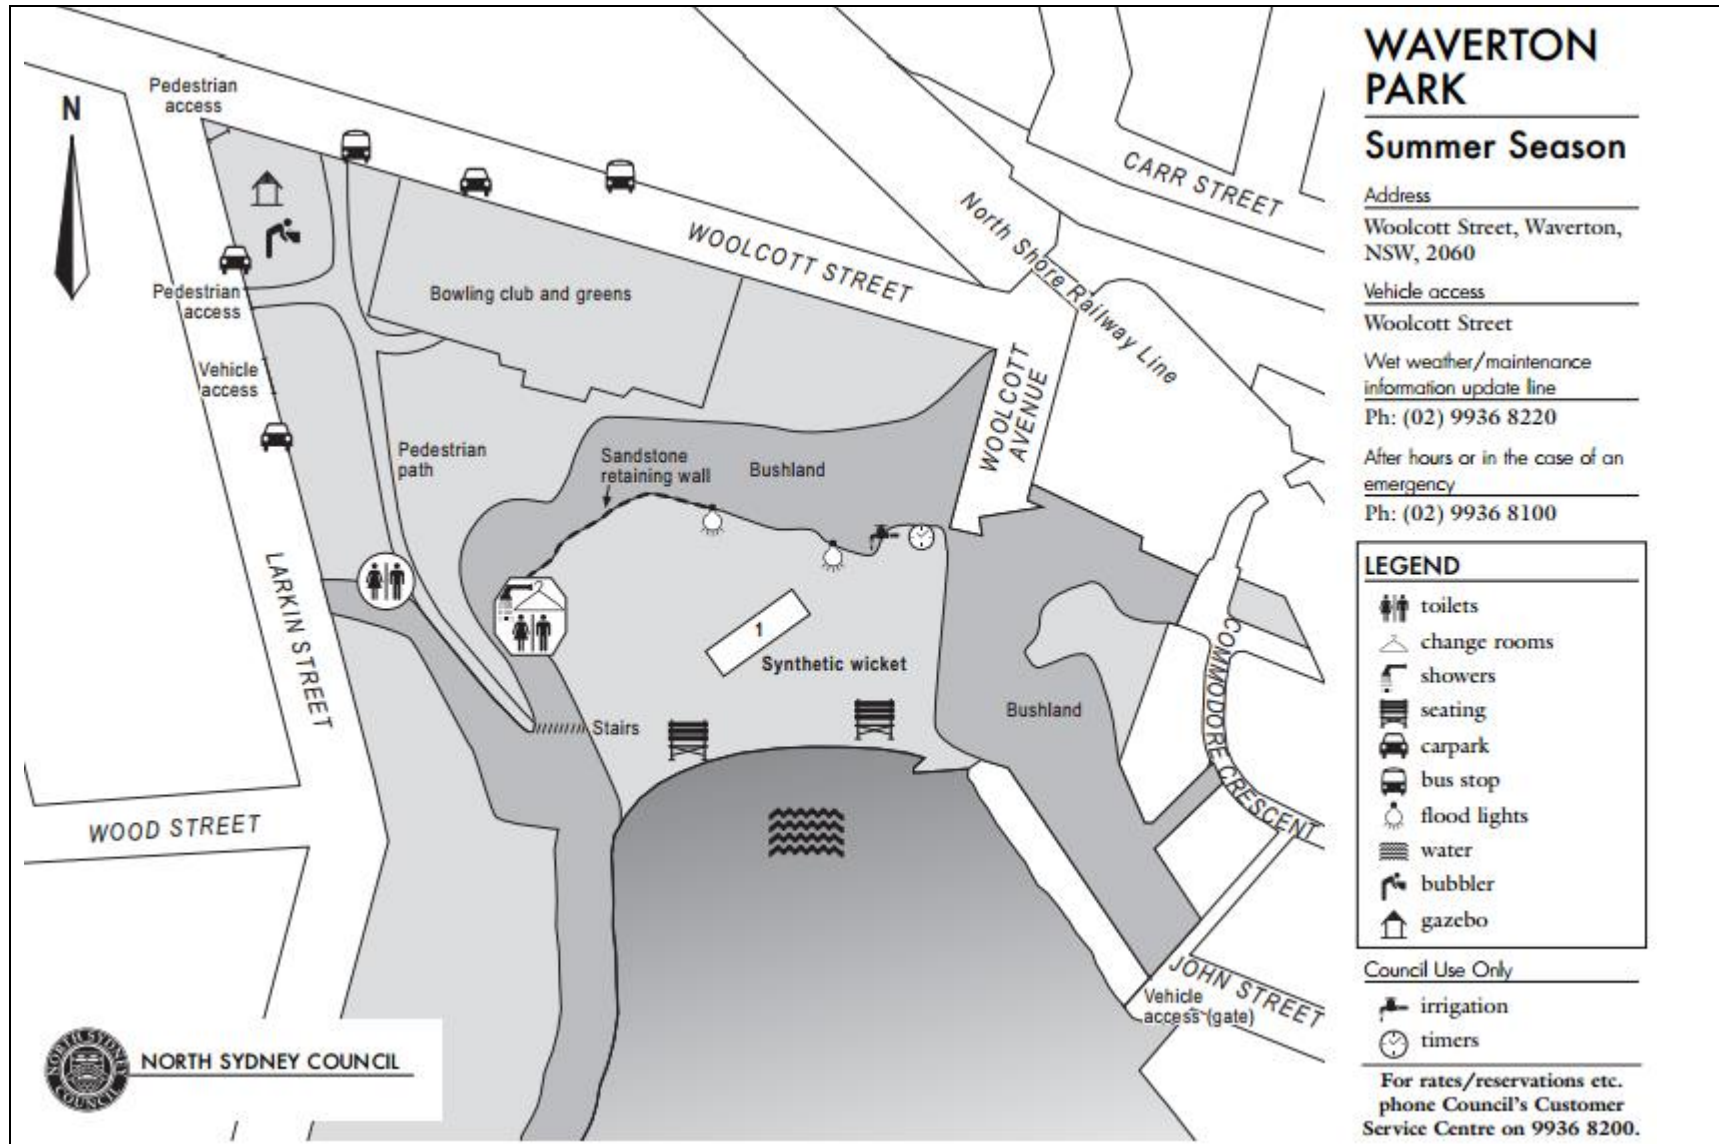 WAVERTON
PARK
Summer Season
Address
Woolcott Street, Waverton,
NSW, 2060
Vehicle access
Woolcott Street
Wet weather/maintenance
information update line
Ph: (02) 9936 8220
After hours or in the case of an
emergency
Ph: (02) 9936 8100
LEGEND
toilets
change rooms
showers
seating
carpark
bus stop
flood lights
water
bubbler
gazebo
Council Use Only
irrigation
timers
For rates/reservations etc.
phone Council's Customer
Service Centre on 9936 8200.
N
Pedestrian
access
CARR STREET
North Shore Railway Line
WOOLCOTT STREET
Pedestrian
access
Bowling club and greens
Vehicle
access
WOOLCOTT
AVENUE
Pedestrian
path
Sandstone
retaining wall
Bushland
LARKIN STREET
1
Synthetic wicket
COMMODORE CRESCENT
Bushland
Stairs
WOOD STREET
JOHN STREET
Vehicle
access (gate)
NORTH SYDNEY
COUNCIL
NORTH SYDNEY COUNCIL